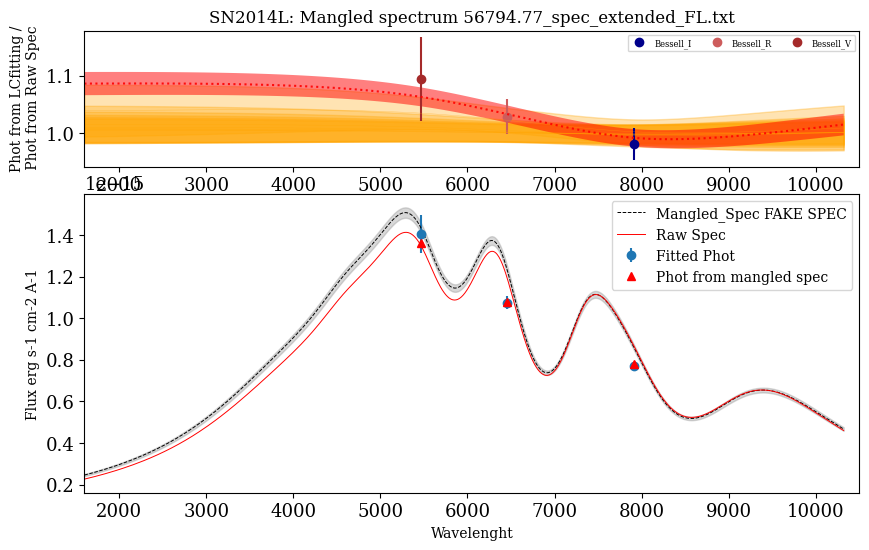 SN2014L: Mangled spectrum 56794.77_spec_extended_FL.txt
Phot from LCfitting /
Phot from Raw Spec
1.1
1.0
Bessell_I
Bessell_R
Bessell_V
2000 3000 4000 5000 6000 7000 8000 9000 10000
1e−15
Flux erg s-1 cm-2 A-1
1.4
1.2
1.0
0.8
0.6
0.4
0.2
Mangled_Spec FAKE SPEC
Raw Spec
Fitted Phot
Phot from mangled spec
2000 3000 4000 5000 6000 7000 8000 9000 10000
Wavelenght